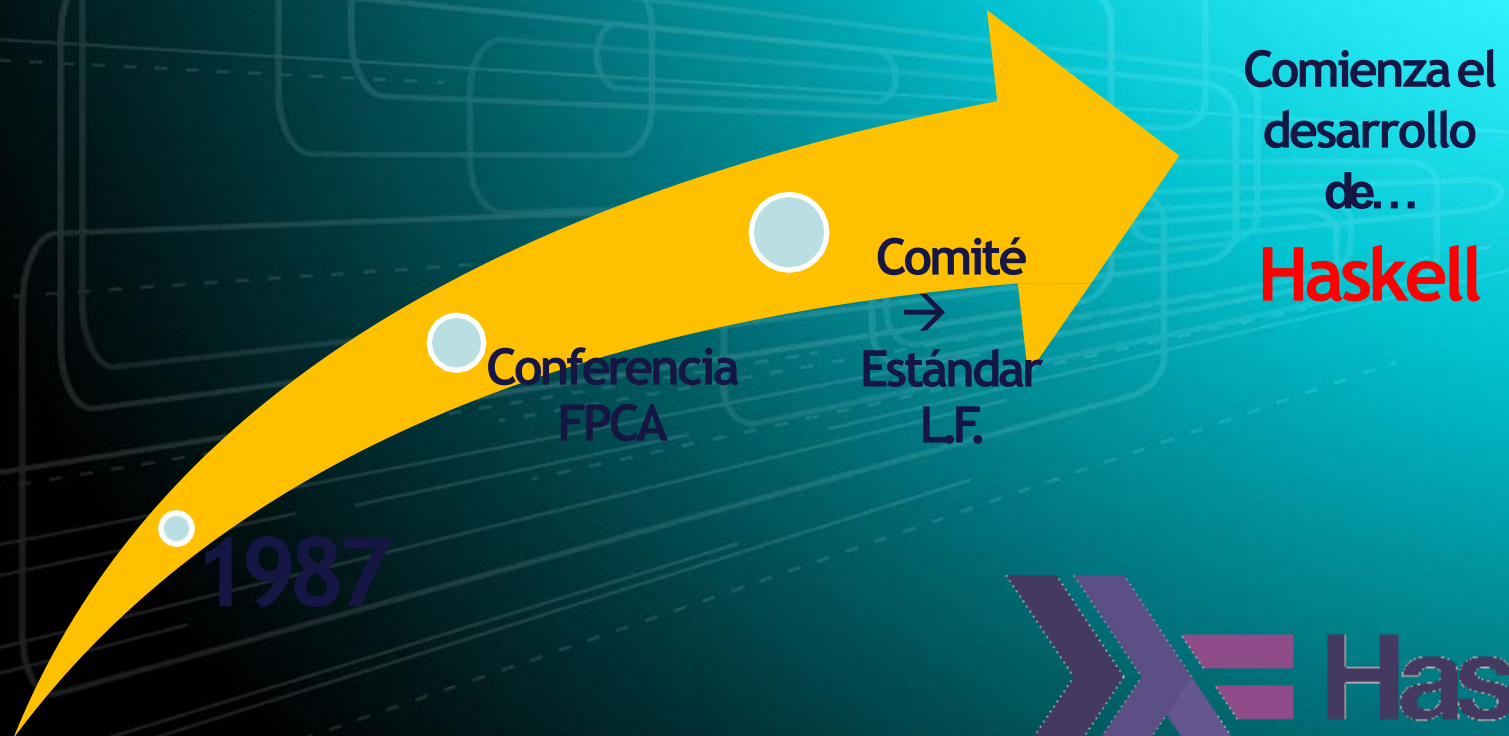 1987
Conferencia
FPCA
Comité
→
Estándar
L.F.
Comienza el
desarrollo
de…
Haskell
Has